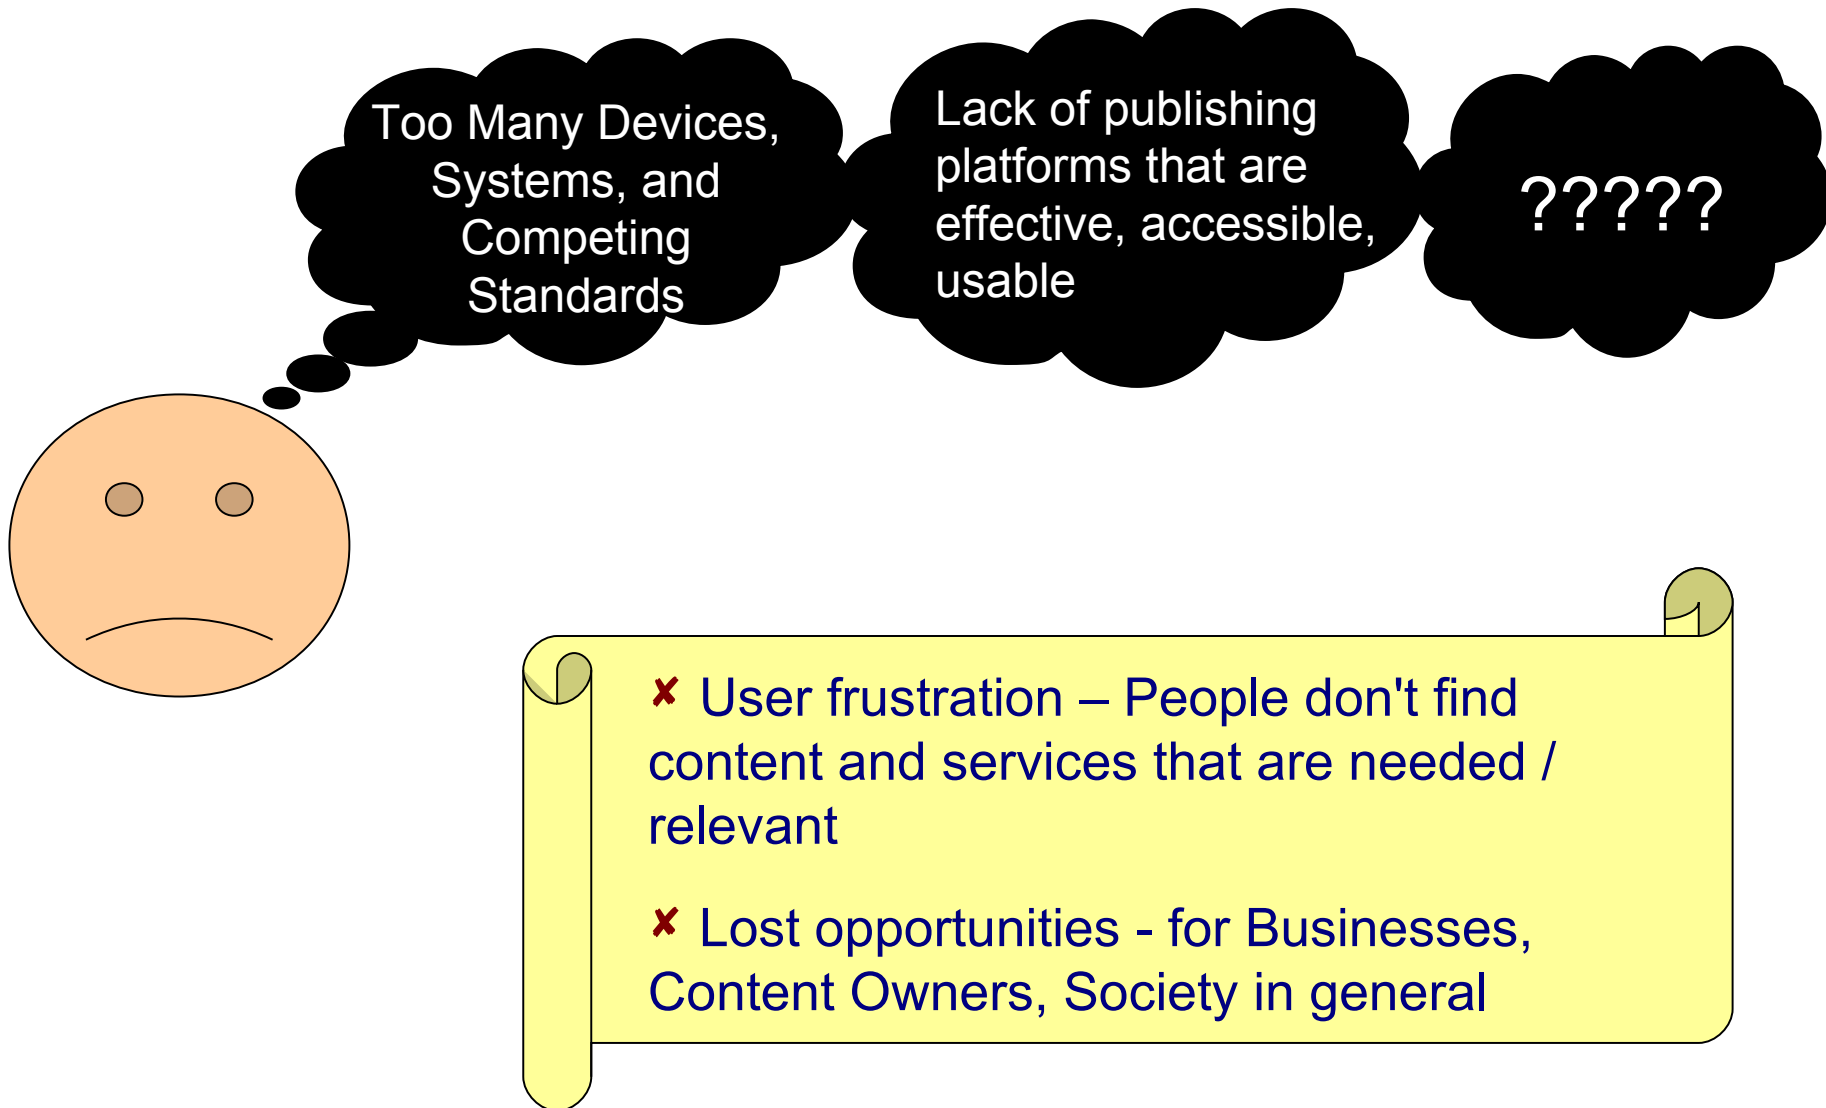 Too Many Devices,
Systems, and
Competing
Standards
Lack of publishing
platforms that are
effective, accessible,
usable
?????
✘ User frustration – People don't find
content and services that are needed /
relevant
✘ Lost opportunities - for Businesses,
Content Owners, Society in general